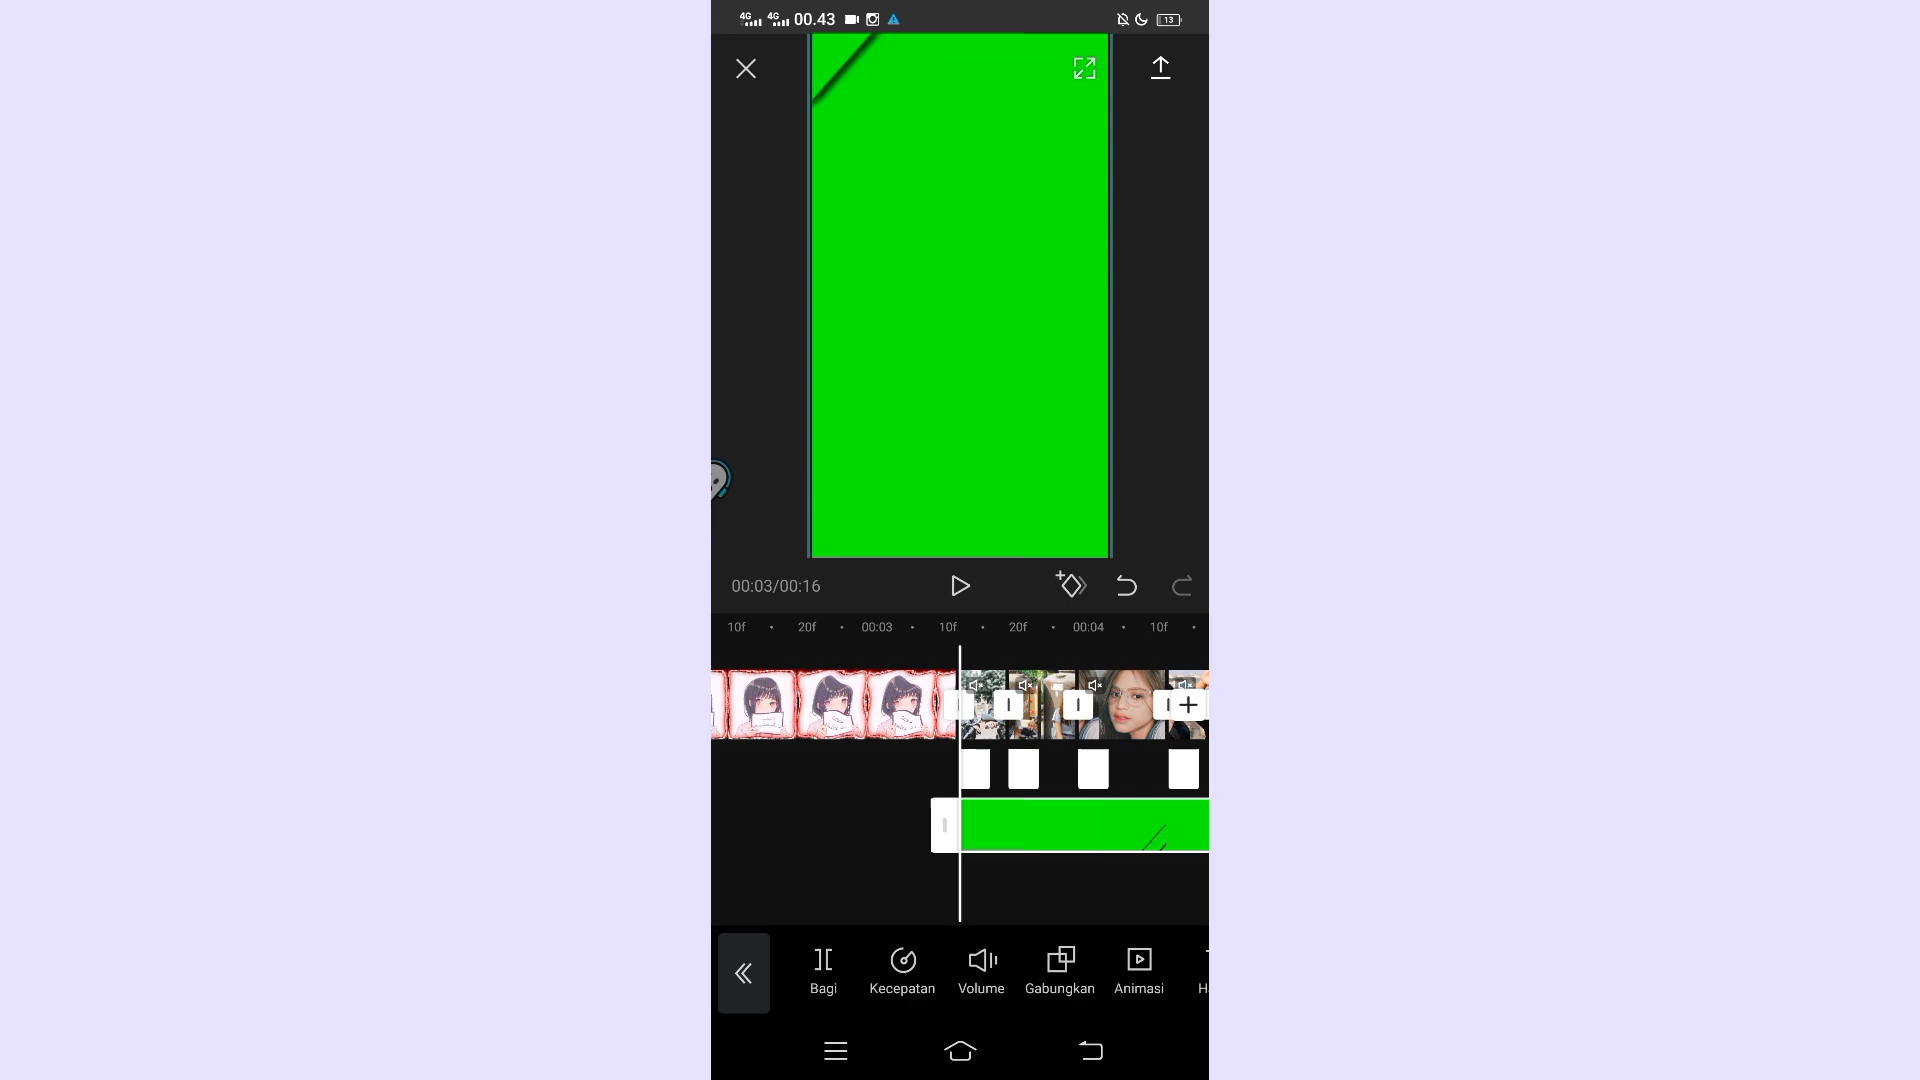 4G 4G 00.43 13
00:03/00:16
10f 20f 00:03 10f 20f 00:04 10f
Bagi Kecepatan Volume Gabungkan Animasi